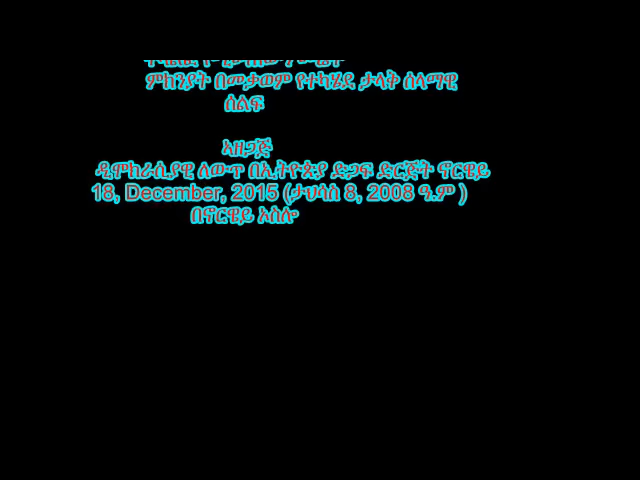 ምክንያት በመቃወም የተካሄደ ታላቅ ሰላማዊ
ሰልፍ
አዘጋጅ
ዲሞክራሲያዊ ለውጥ በኢትዮጵያ ድጋፍ ድርጅት ኖርዌይ
18, December, 2015 (ታህሳስ 8, 2008 ዓ.ም )
በኖርዌይ ኦስሎ